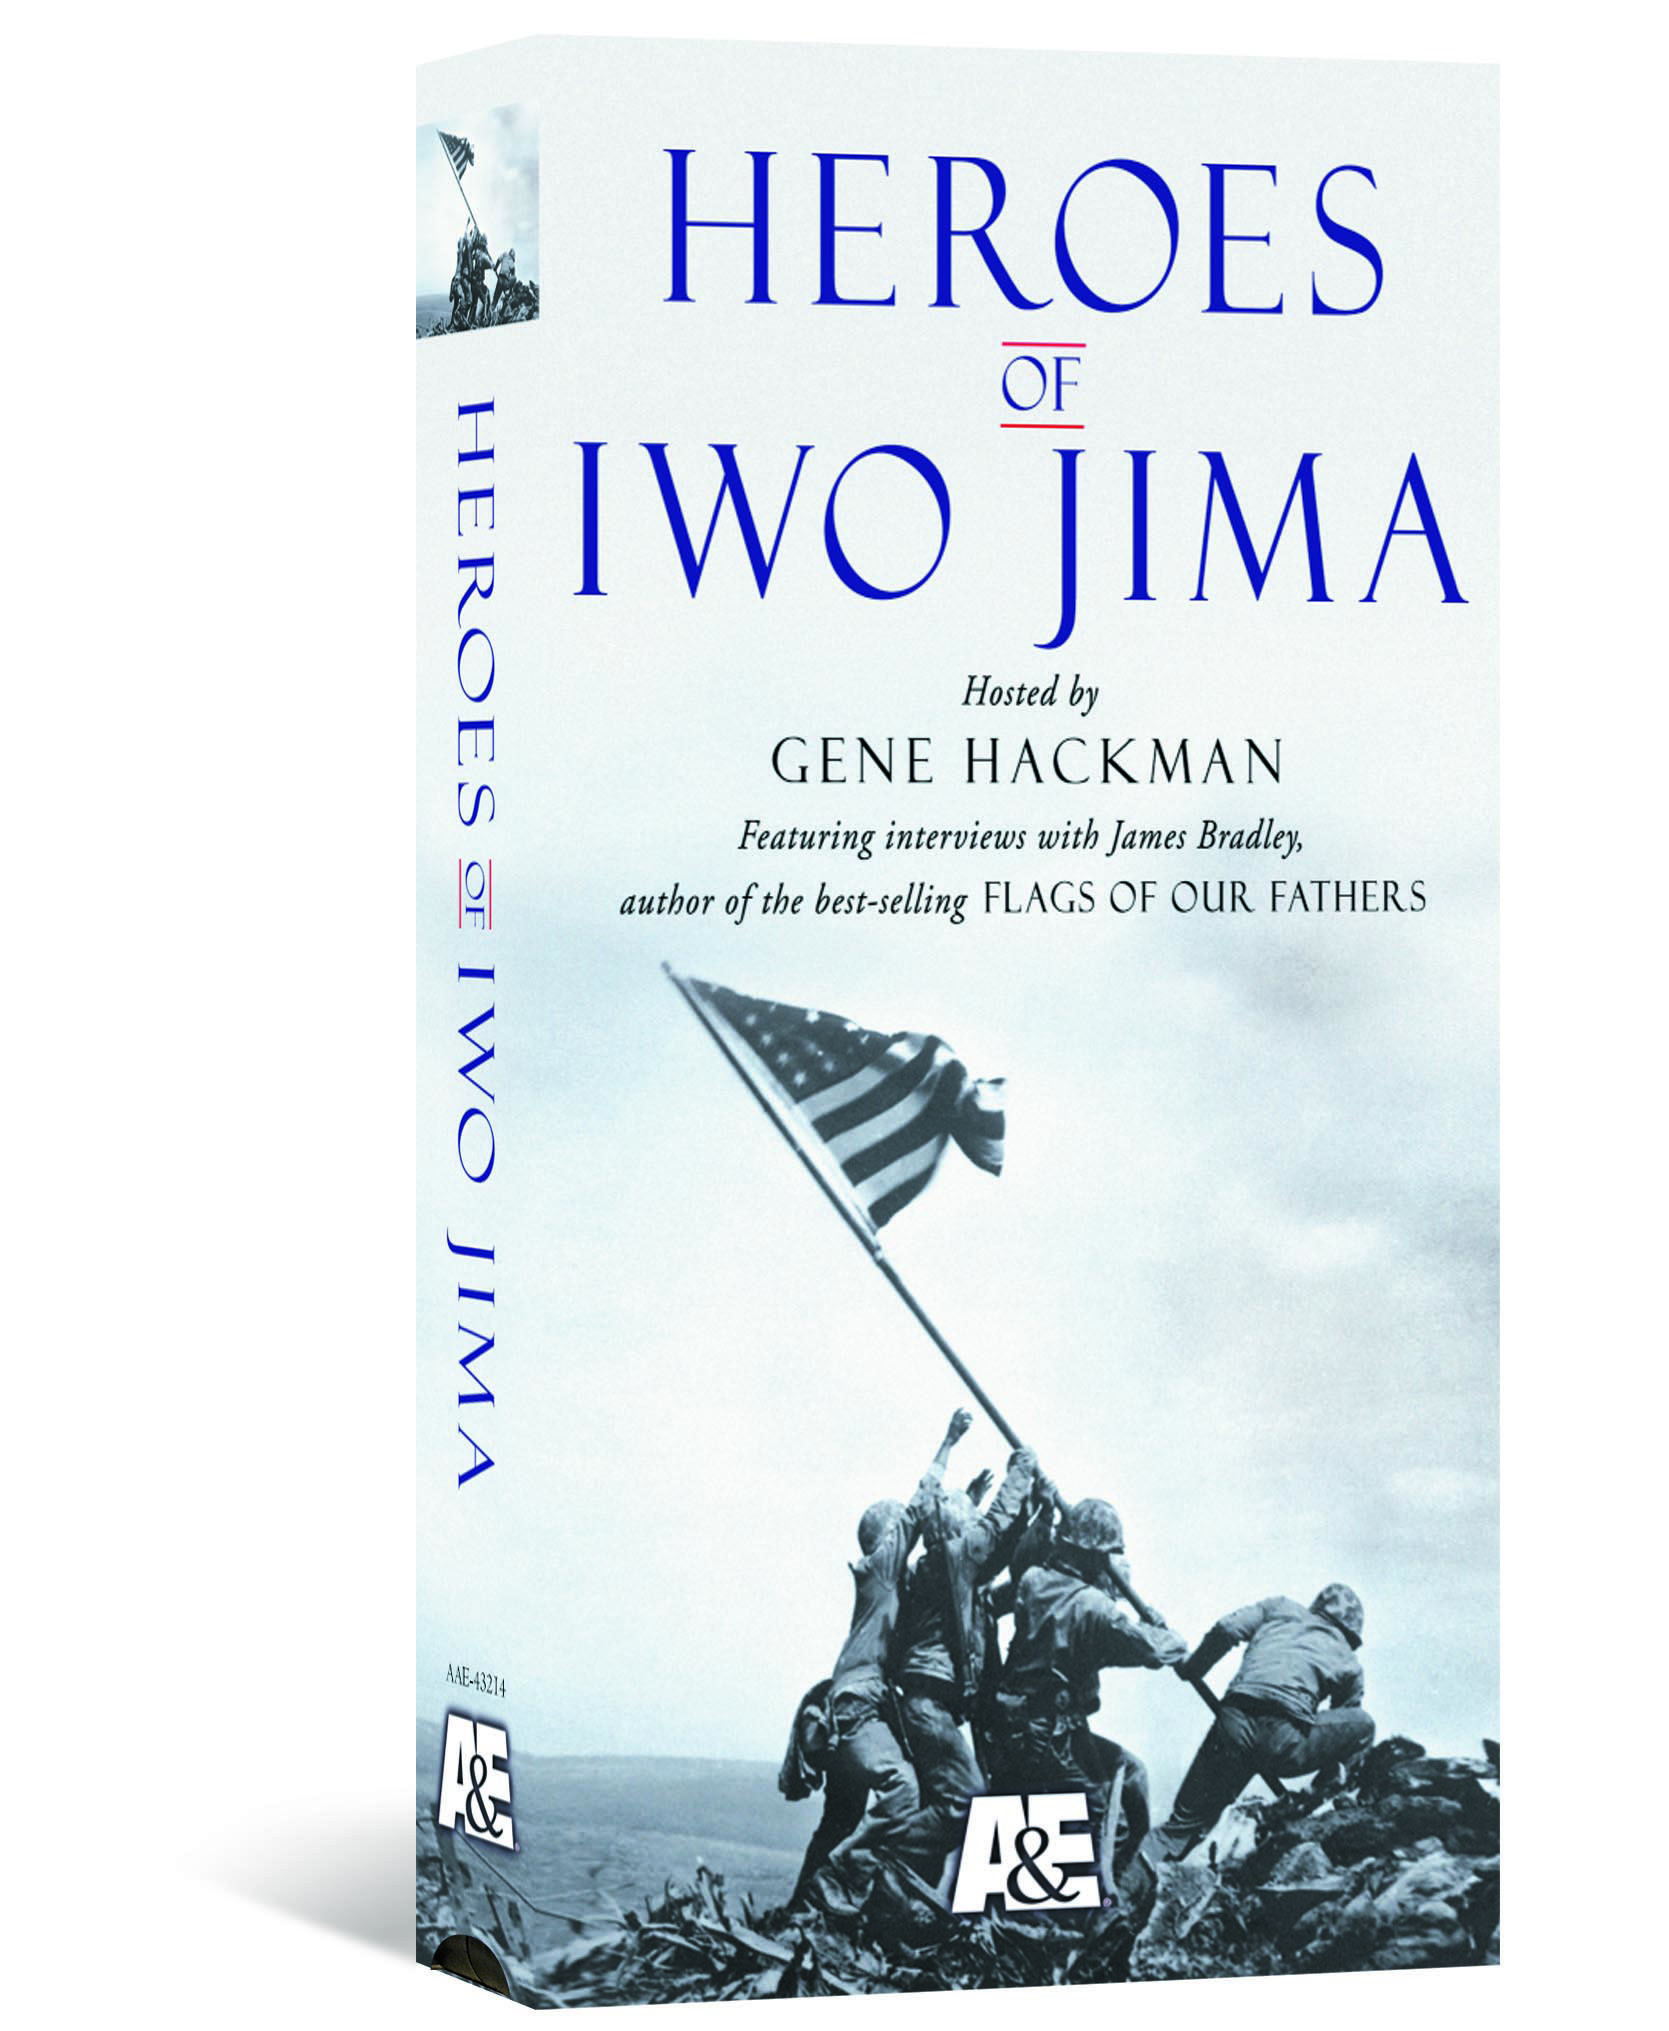 HEROES
OF
IWO JIMA
Hosted by
GENE HACKMAN
Featuring interviews with James Bradley,
author of the best-selling FLAGS OF OUR FATHERS
A&E
HEROES OF IWO JIMA
AAE-43214
A&E